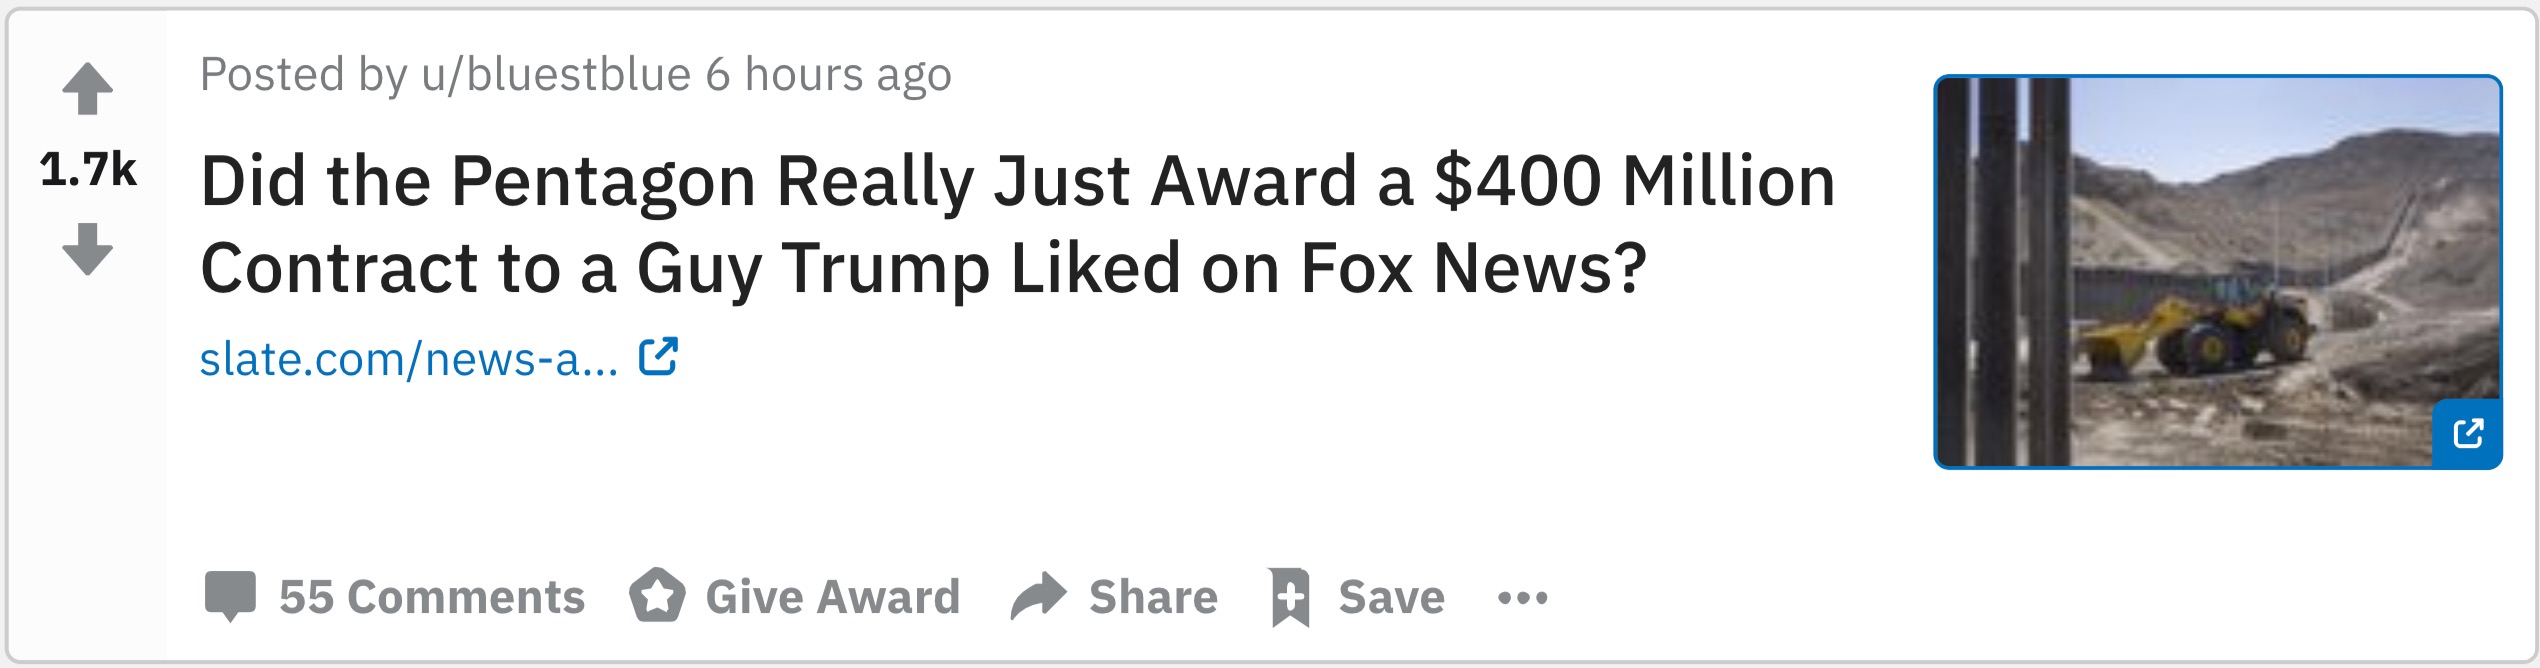 Posted by u/bluestblue 6 hours ago
1.7k
Did the Pentagon Really Just Award a $400 Million
Contract to a Guy Trump Liked on Fox News?
slate.com/news-a...
55 Comments Give Award Share Save